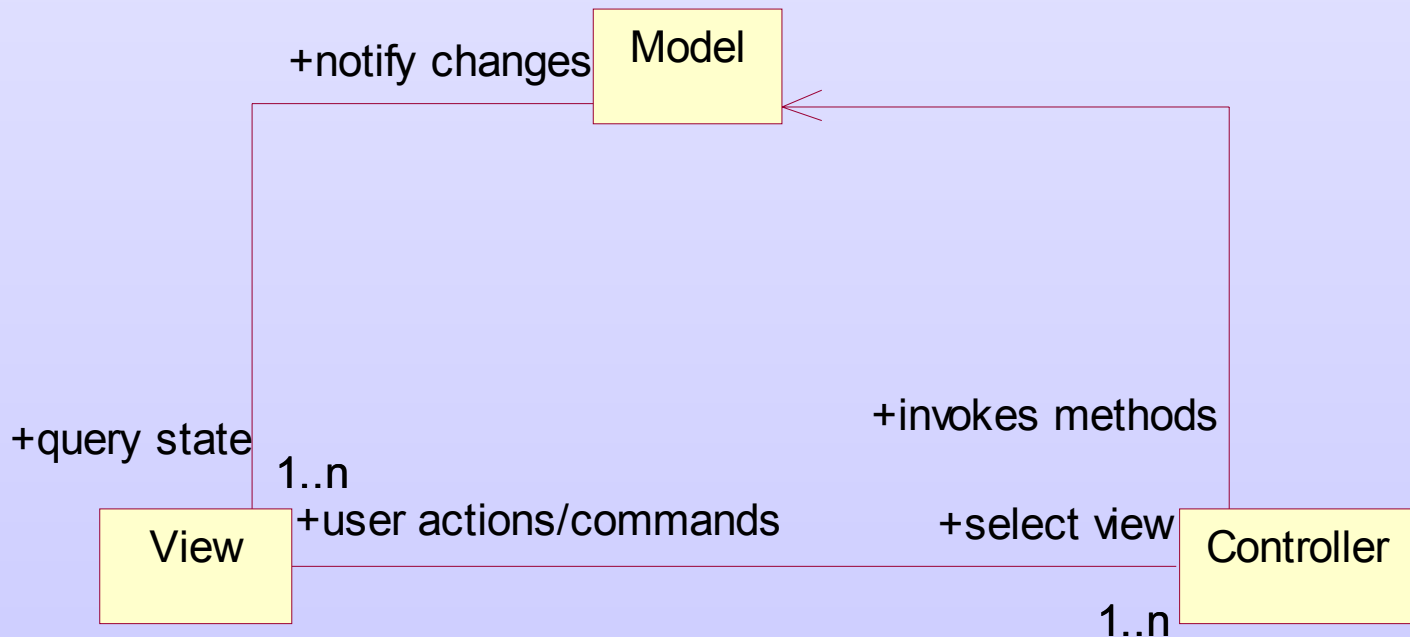 Model
+notify changes
+invokes methods
+query state
1..n
+user actions/commands
+select view
View
Controller
1..n